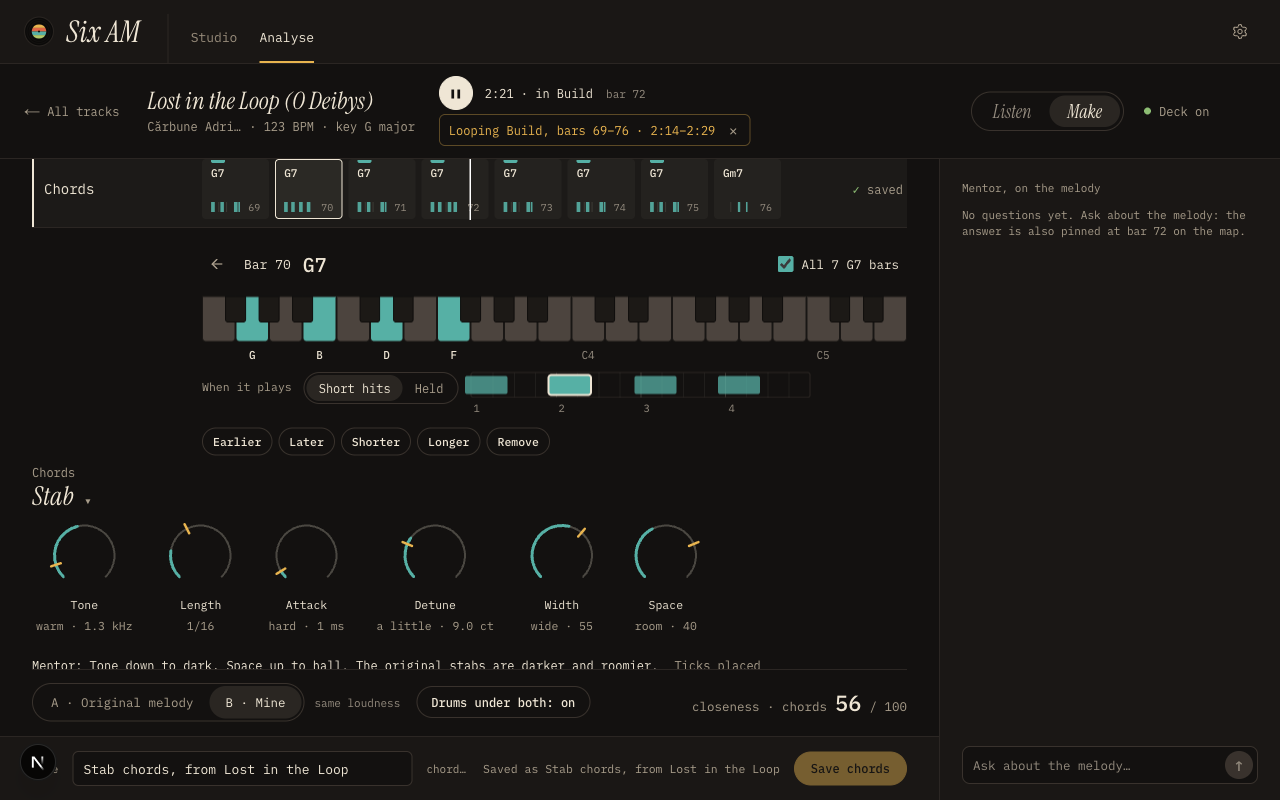 Six AM
Studio Analyse
← All tracks
Lost in the Loop (O Deibys)
Cărbune Adri… · 123 BPM · key G major
2:21 · in Build bar 72
Looping Build, bars 69–76 · 2:14–2:29 ×
Listen Make
Deck on
Chords
G7 G7 G7 G7 G7 G7 G7 Gm7
69 70 71 72 73 74 75 76
✓ saved
Mentor, on the melody
No questions yet. Ask about the melody: the
answer is also pinned at bar 72 on the map.
← Bar 70 G7
All 7 G7 bars
G B D F C4 C5
When it plays Short hits Held
1 2 3 4
Earlier Later Shorter Longer Remove
Chords
Stab ▾
Tone Length Attack Detune Width Space
warm · 1.3 kHz 1/16 hard · 1 ms a little · 9.0 ct wide · 55 room · 40
Mentor: Tone down to dark. Space up to hall. The original stabs are darker and roomier. Ticks placed
A · Original melody B · Mine same loudness Drums under both: on
closeness · chords 56 / 100
N
Stab chords, from Lost in the Loop
chord… Saved as Stab chords, from Lost in the Loop
Save chords
Ask about the melody… ↑